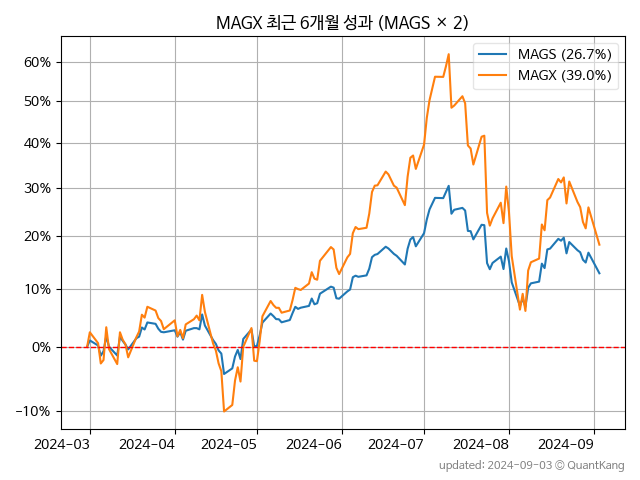 MAGX 최근 6개월 성과 (MAGS × 2)
MAGS (26.7%)
MAGX (39.0%)
60%
50%
40%
30%
20%
10%
0%
−10%
2024-03 2024-04 2024-05 2024-06 2024-07 2024-08 2024-09
updated: 2024-09-03 © QuantKang